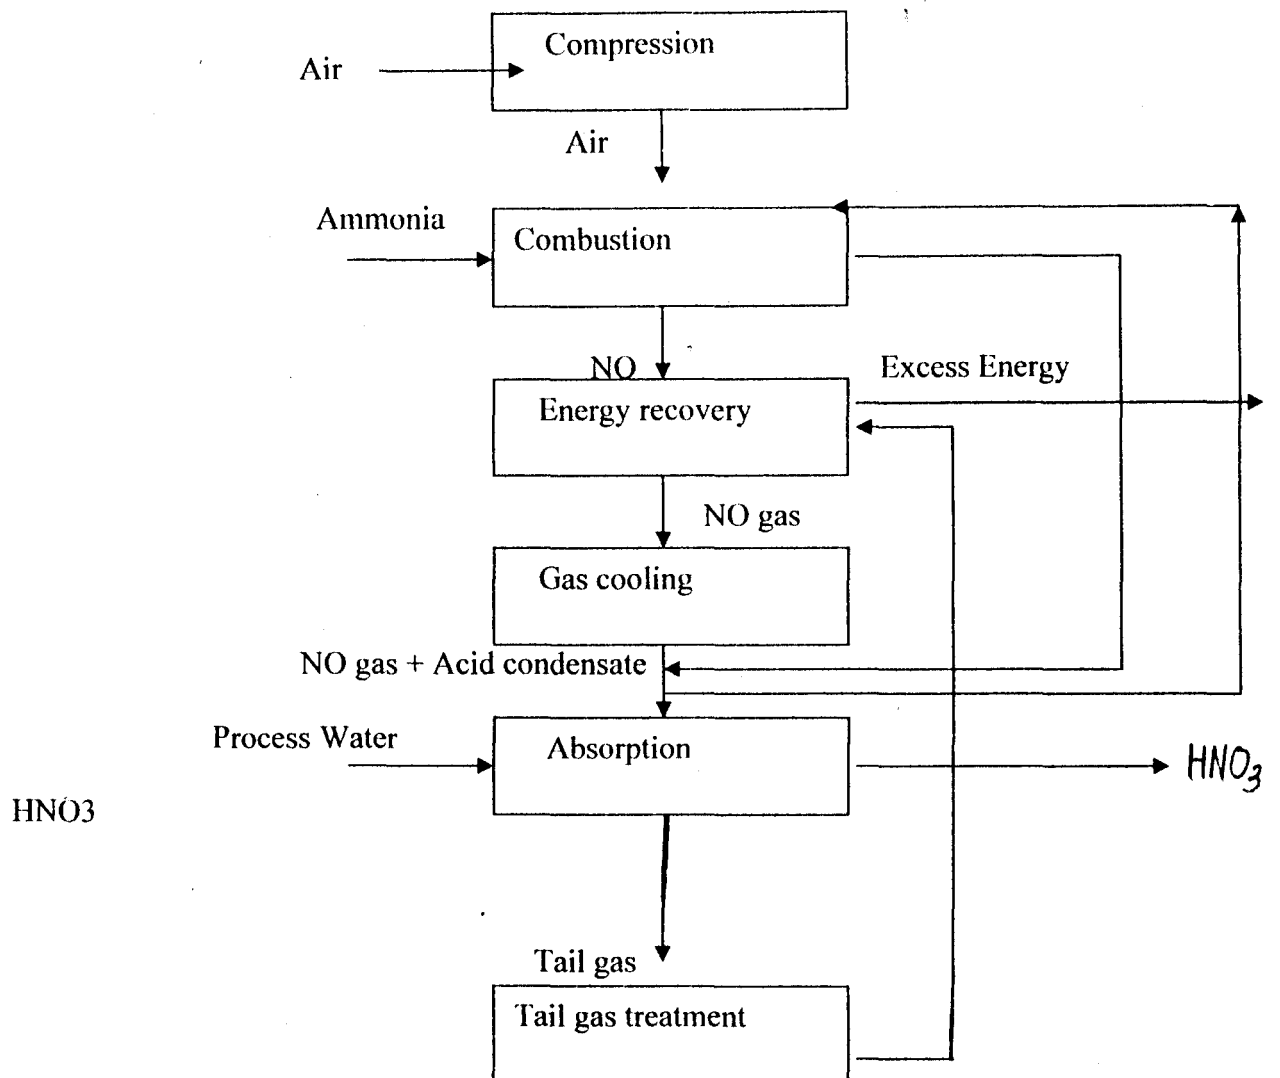 Compression
Air
Air
Ammonia
Combustion
NO
Excess Energy
Energy recovery
NO gas
Gas cooling
NO gas + Acid condensate
Process Water
Absorption
HNO3
HNO3
Tail gas
Tail gas treatment